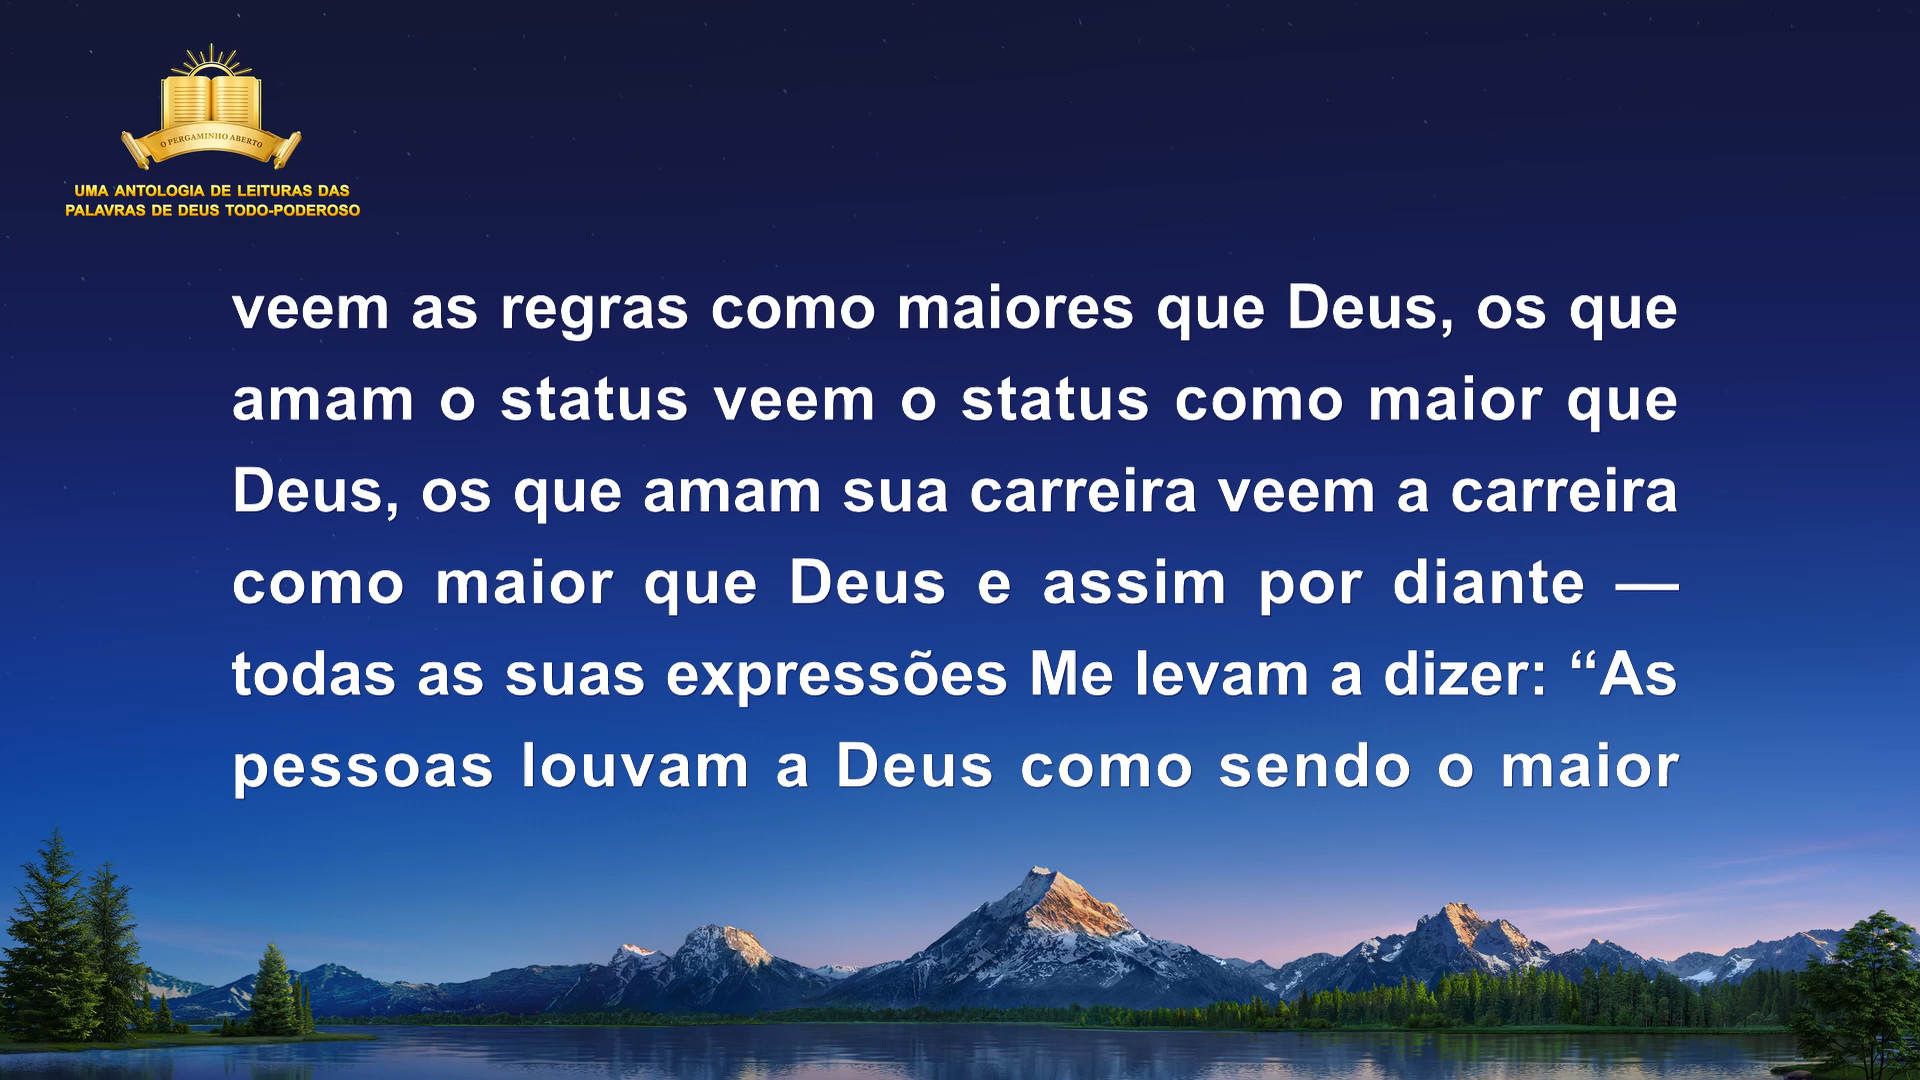 O PERGAMINHO ABERTO
UMA ANTOLOGIA DE LEITURAS DAS
PALAVRAS DE DEUS TODO-PODEROSO
veem as regras como maiores que Deus, os que
amam o status veem o status como maior que
Deus, os que amam sua carreira veem a carreira
como maior que Deus e assim por diante —
todas as suas expressões Me levam a dizer: “As
pessoas louvam a Deus como sendo o maior